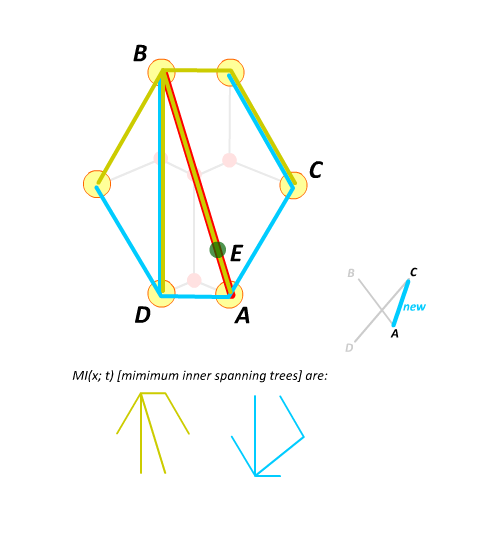 B
C
E
D
A
B
C
new
A
D
MI(x; t) [mimimum inner spanning trees] are: